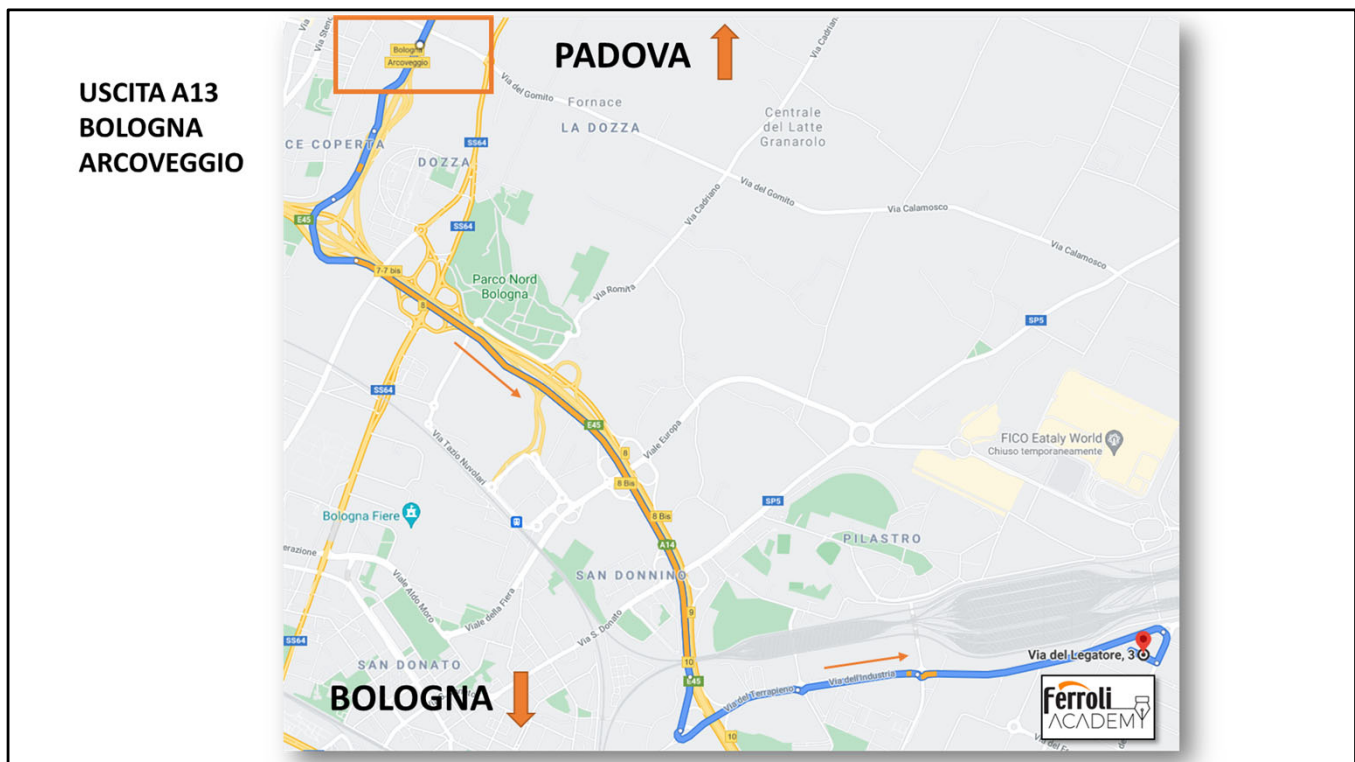 USCITA A13
BOLOGNA
ARCOVEGGIO
PADOVA
BOLOGNA
Bologna
Arcoveggio
Via del Gomito
Fornace
LA DOZZA
Centrale
del Latte
Granarolo
Via Cadriano
Via Cadriano
CE COPERTA
DOZZA
SS64
SS64
Via del Gomito
Via Calamosco
Via Calamosco
E45
7-7 bis
Parco Nord
Bologna
Via Romita
SP5
SS64
Via Tazio Nuvolari
E45
Viale Europa
8
8 Bis
8 Bis
FICO Eataly World
Chiuso temporaneamente
SP5
Bologna Fiere
A14
PILASTRO
SAN DONNINO
erazione
Viale Aldo Moro
Viale della Fiera
Via S. Donato
9
SS64
SAN DONATO
10
E45
Via del Terrapieno
Via dell'Industria
Via del Legatore, 3
10
Ferroli
ACADEMY